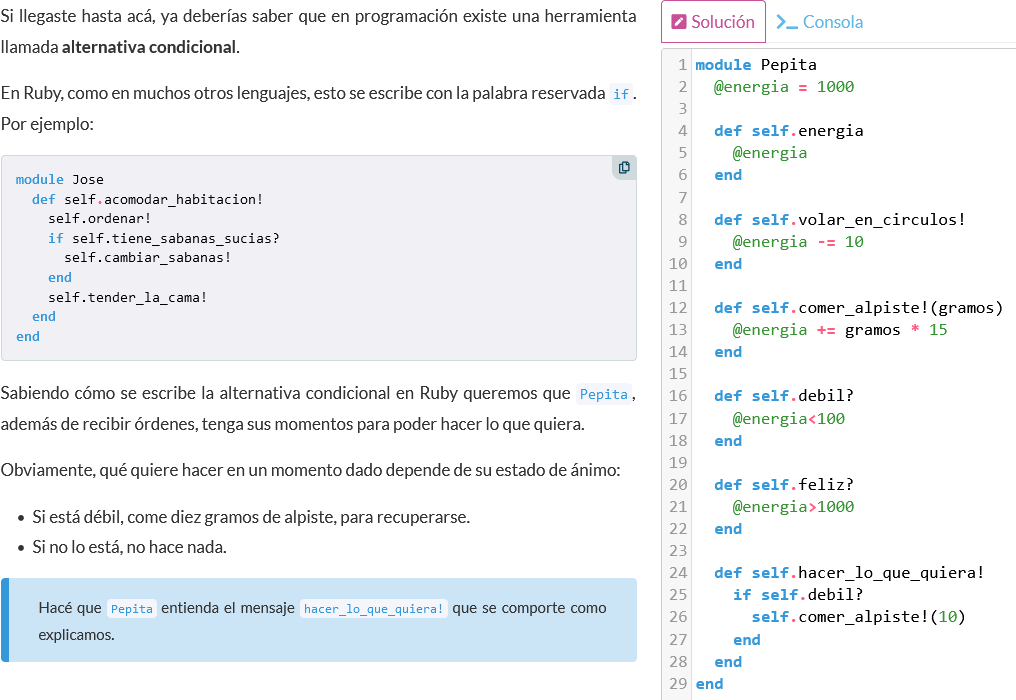 Si llegaste hasta acá, ya deberías saber que en programación existe una herramienta
llamada alternativa condicional.
En Ruby, como en muchos otros lenguajes, esto se escribe con la palabra reservada if.
Por ejemplo:
module Jose
  def self.acomodar_habitacion!
    self.ordenar!
    if self.tiene_sabanas_sucias?
      self.cambiar_sabanas!
    end
    self.tender_la_cama!
  end
end
Sabiendo cómo se escribe la alternativa condicional en Ruby queremos que Pepita,
además de recibir órdenes, tenga sus momentos para poder hacer lo que quiera.
Obviamente, qué quiere hacer en un momento dado depende de su estado de ánimo:
• Si está débil, come diez gramos de alpiste, para recuperarse.
• Si no lo está, no hace nada.
Hacé que Pepita entienda el mensaje hacer_lo_que_quiera! que se comporte como
explicamos.
Solución >_ Consola
1 module Pepita
2   @energia = 1000
3
4   def self.energia
5     @energia
6   end
7
8   def self.volar_en_circulos!
9     @energia -= 10
10   end
11
12   def self.comer_alpiste!(gramos)
13     @energia += gramos * 15
14   end
15
16   def self.debil?
17     @energia<100
18   end
19
20   def self.feliz?
21     @energia>1000
22   end
23
24   def self.hacer_lo_que_quiera!
25     if self.debil?
26       self.comer_alpiste!(10)
27     end
28   end
29 end